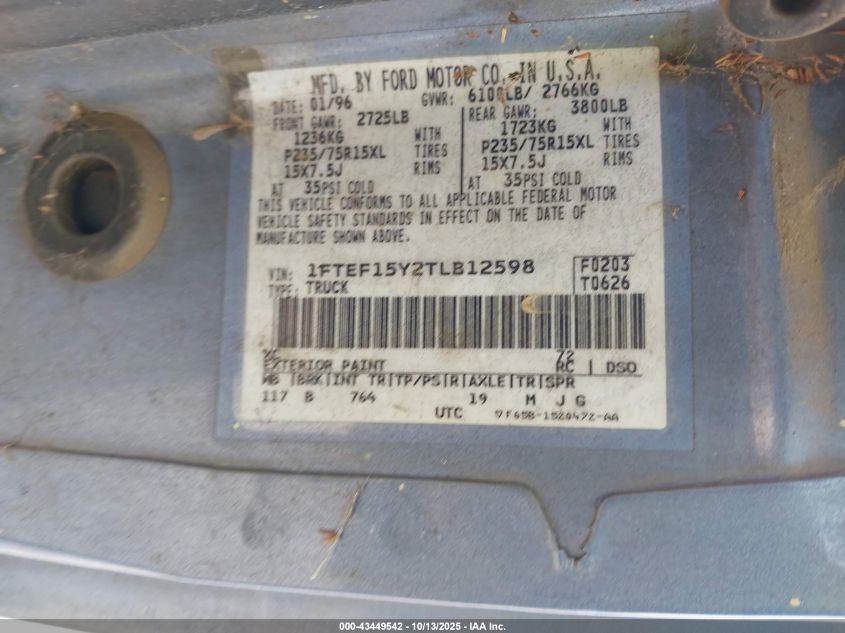 MFD. BY FORD MOTOR CO. IN U.S.A.
DATE: 01/96 GVWR: 6100LB/ 2766KG
FRONT GAWR: 2725LB REAR GAWR: 3800LB
1236KG WITH 1723KG WITH
P235/75R15XL TIRES P235/75R15XL TIRES
15X7.5J RIMS 15X7.5J RIMS
AT 35PSI COLD AT 35PSI COLD
THIS VEHICLE CONFORMS TO ALL APPLICABLE FEDERAL MOTOR
VEHICLE SAFETY STANDARDS IN EFFECT ON THE DATE OF
MANUFACTURE SHOWN ABOVE.
VIN: 1FTEF15Y2TLB12598 F0203
TYPE: TRUCK T0626
72
EXTERIOR PAINT RC DSO
WB BRK INT TR TP/PS R AXLE TR SPR
117 B 764 19 M J G
UTC
000-43449542 - 10/13/2025 - IAA Inc.